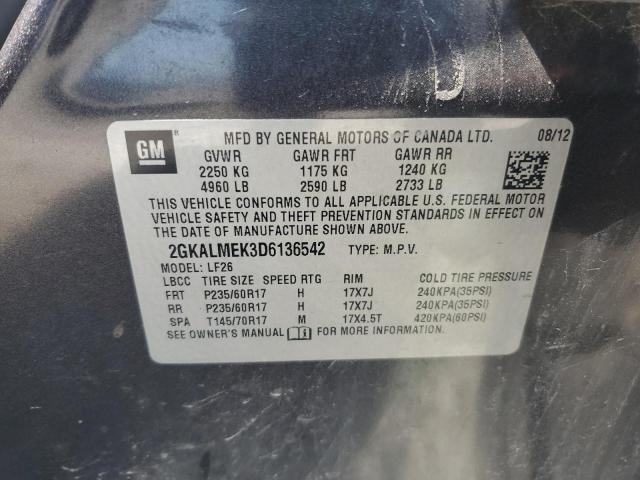 GM ® MFD BY GENERAL MOTORS OF CANADA LTD. 08/12
GVWR GAWR FRT GAWR RR
2250 KG 1175 KG 1240 KG
4960 LB 2590 LB 2733 LB
THIS VEHICLE CONFORMS TO ALL APPLICABLE U.S. FEDERAL MOTOR
VEHICLE SAFETY AND THEFT PREVENTION STANDARDS IN EFFECT ON
THE DATE OF MANUFACTURE SHOWN ABOVE.
2GKALMEK3D6136542 TYPE: M.P.V.
MODEL: LF26
LBCC TIRE SIZE SPEED RTG RIM COLD TIRE PRESSURE
FRT P235/60R17 H 17X7J 240KPA(35PSI)
RR P235/60R17 H 17X7J 240KPA(35PSI)
SPA T145/70R17 M 17X4.5T 420KPA(60PSI)
SEE OWNER'S MANUAL FOR MORE INFORMATION